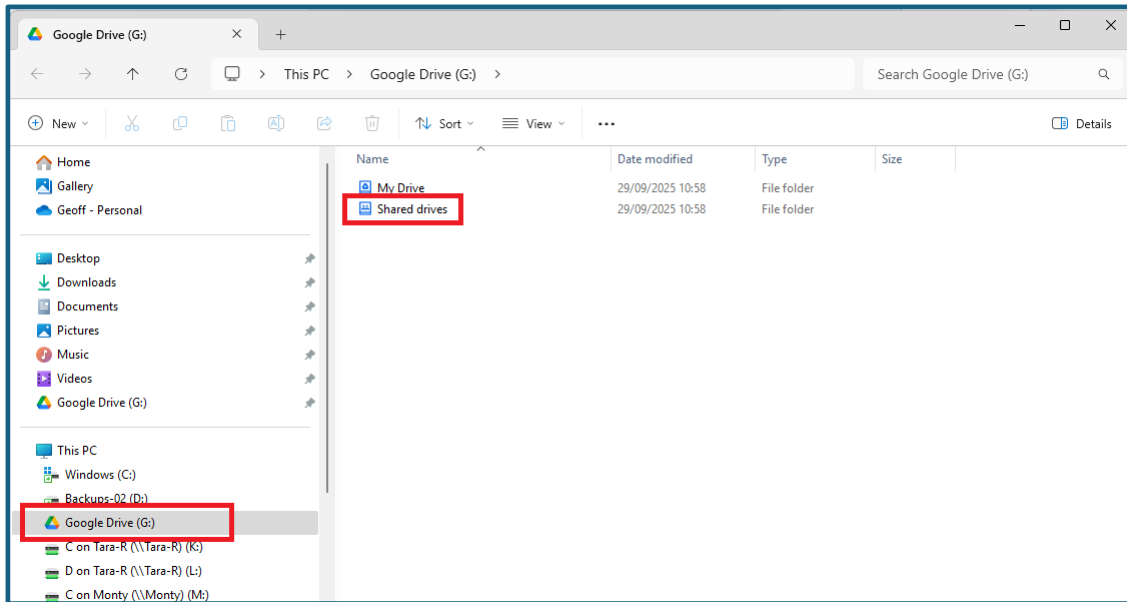 Google Drive (G:)
This PC > Google Drive (G:) >
Search Google Drive (G:)
New
Sort
View
Details
Home
Gallery
Geoff - Personal
Desktop
Downloads
Documents
Pictures
Music
Videos
Google Drive (G:)
This PC
Windows (C:)
Backups-02 (D:)
Google Drive (G:)
C on Tara-R (\\Tara-R) (K:)
D on Tara-R (\\Tara-R) (L:)
C on Monty (\\Monty) (M:)
Name Date modified Type Size
My Drive 29/09/2025 10:58 File folder
Shared drives 29/09/2025 10:58 File folder